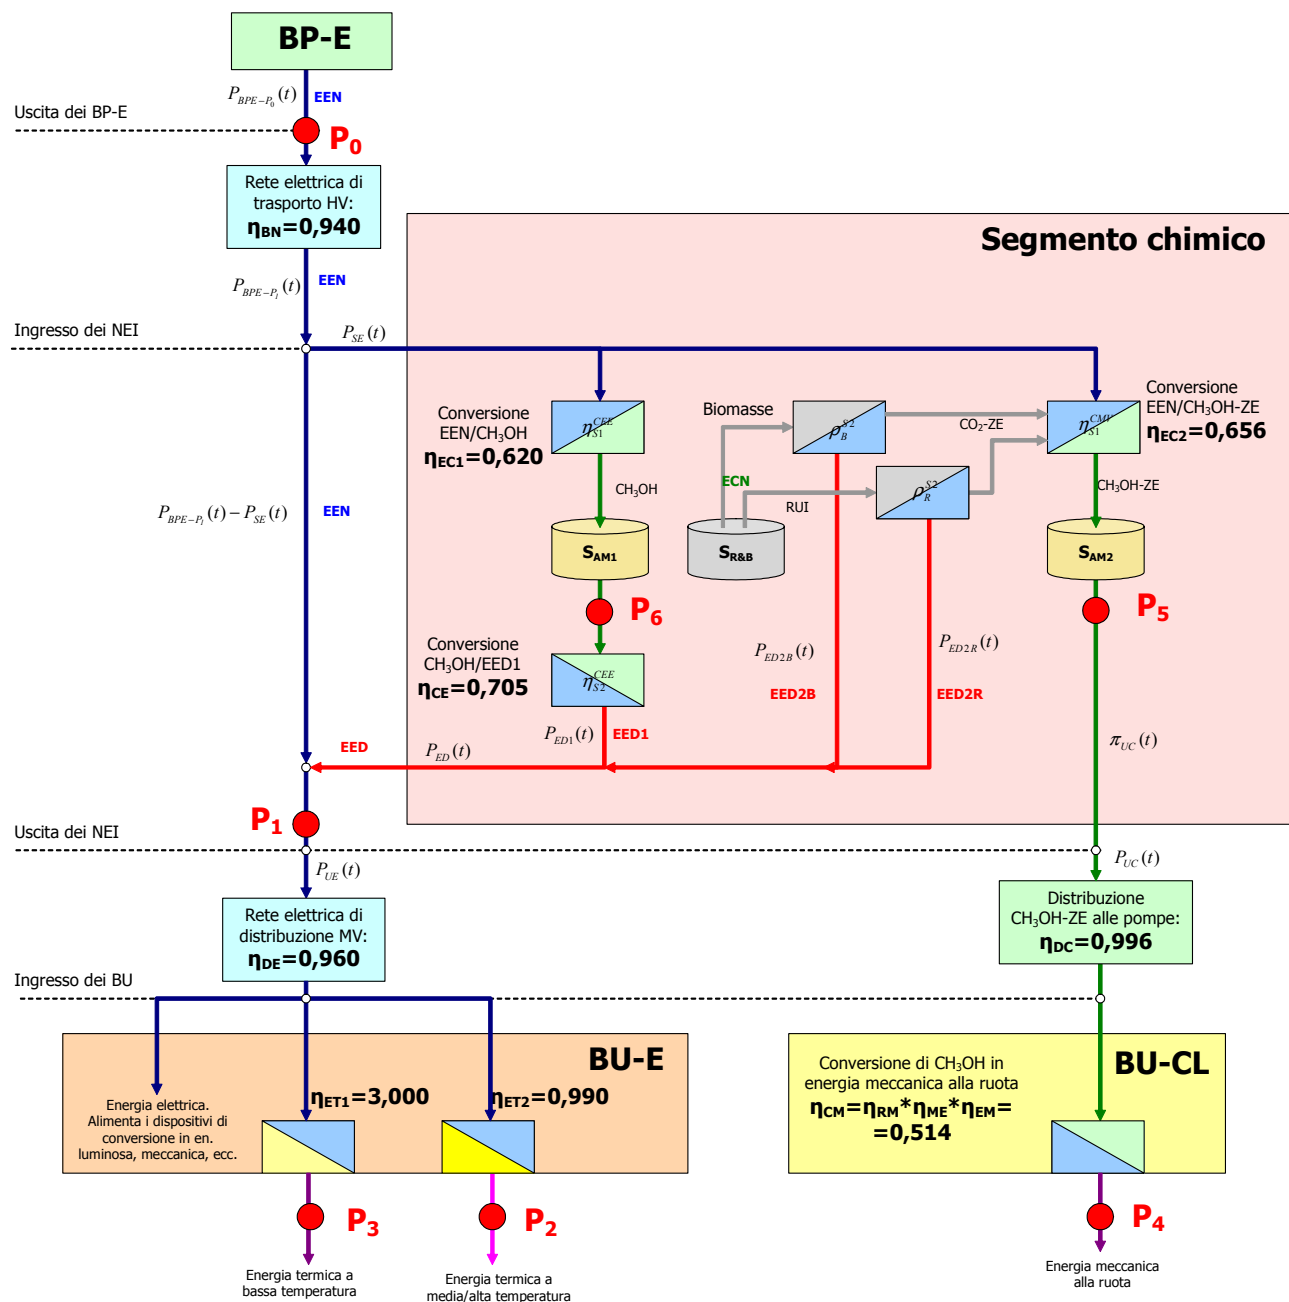 BP-E
P_BPE-P0(t)
EEN
Uscita dei BP-E
P0
Rete elettrica di
trasporto HV:
ηBN=0,940
Segmento chimico
P_BPE-PI(t)
EEN
Ingresso dei NEI
P_SE(t)
Conversione
EEN/CH3OH
ηEC1=0,620
η_S1^CEE
Biomasse
ρ_B^S2
CO2-ZE
η_S1^CMV
Conversione
EEN/CH3OH-ZE
ηEC2=0,656
CH3OH
ECN
RUI
ρ_R^S2
CH3OH-ZE
P_BPE-PI(t) – P_SE(t)
EEN
SAM1
SR&B
SAM2
P6
P5
Conversione
CH3OH/EED1
ηCE=0,705
η_S2^CEE
P_ED2B(t)
EED2B
P_ED2R(t)
EED2R
EED
P_ED(t)
P_ED1(t)
EED1
π_UC(t)
P1
Uscita dei NEI
P_UE(t)
P_UC(t)
Rete elettrica di
distribuzione MV:
ηDE=0,960
Distribuzione
CH3OH-ZE alle pompe:
ηDC=0,996
Ingresso dei BU
BU-E
Energia elettrica.
Alimenta i dispositivi di
conversione in en.
luminosa, meccanica, ecc.
ηET1=3,000
ηET2=0,990
BU-CL
Conversione di CH3OH in
energia meccanica alla ruota
ηCM=ηRM*ηME*ηEM=
=0,514
P3
P2
P4
Energia termica a
bassa temperatura
Energia termica a
media/alta temperatura
Energia meccanica
alla ruota